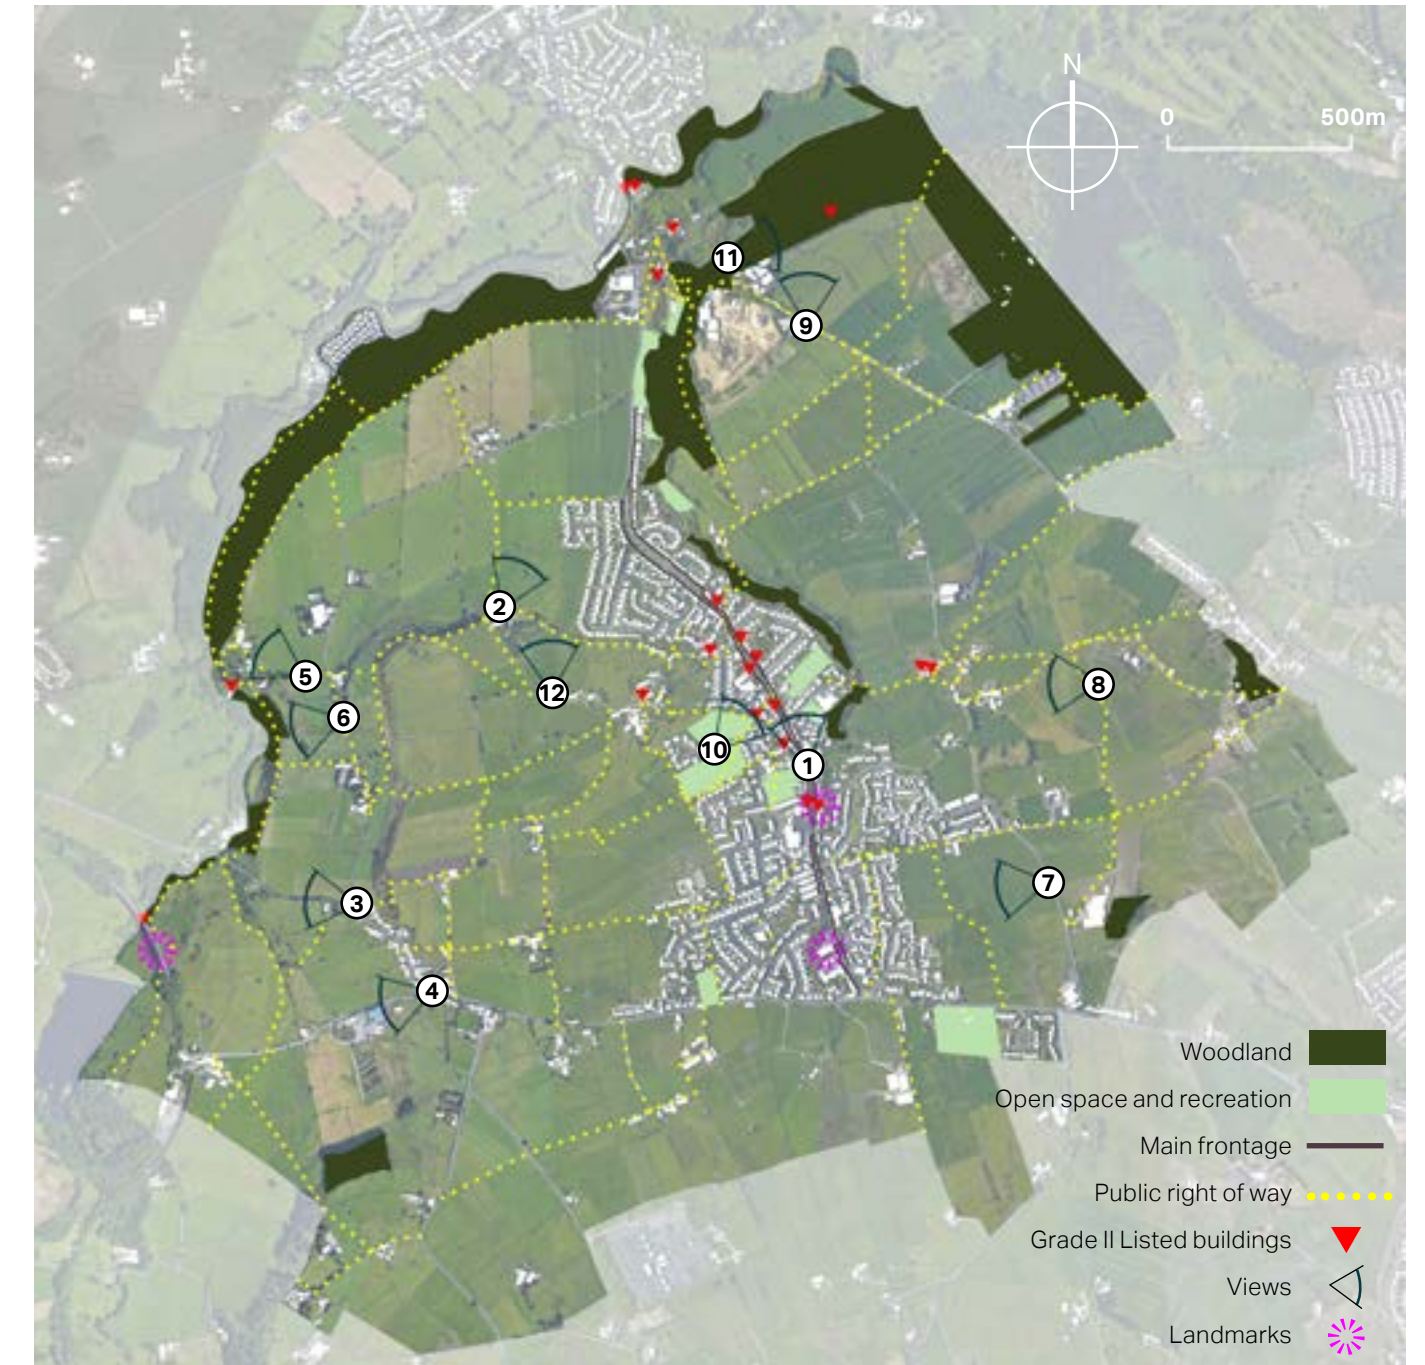 N
0 500m
11
9
2
5
12
8
6
10
1
7
3
4
Woodland
Open space and recreation
Main frontage
Public right of way
Grade II Listed buildings
Views
Landmarks